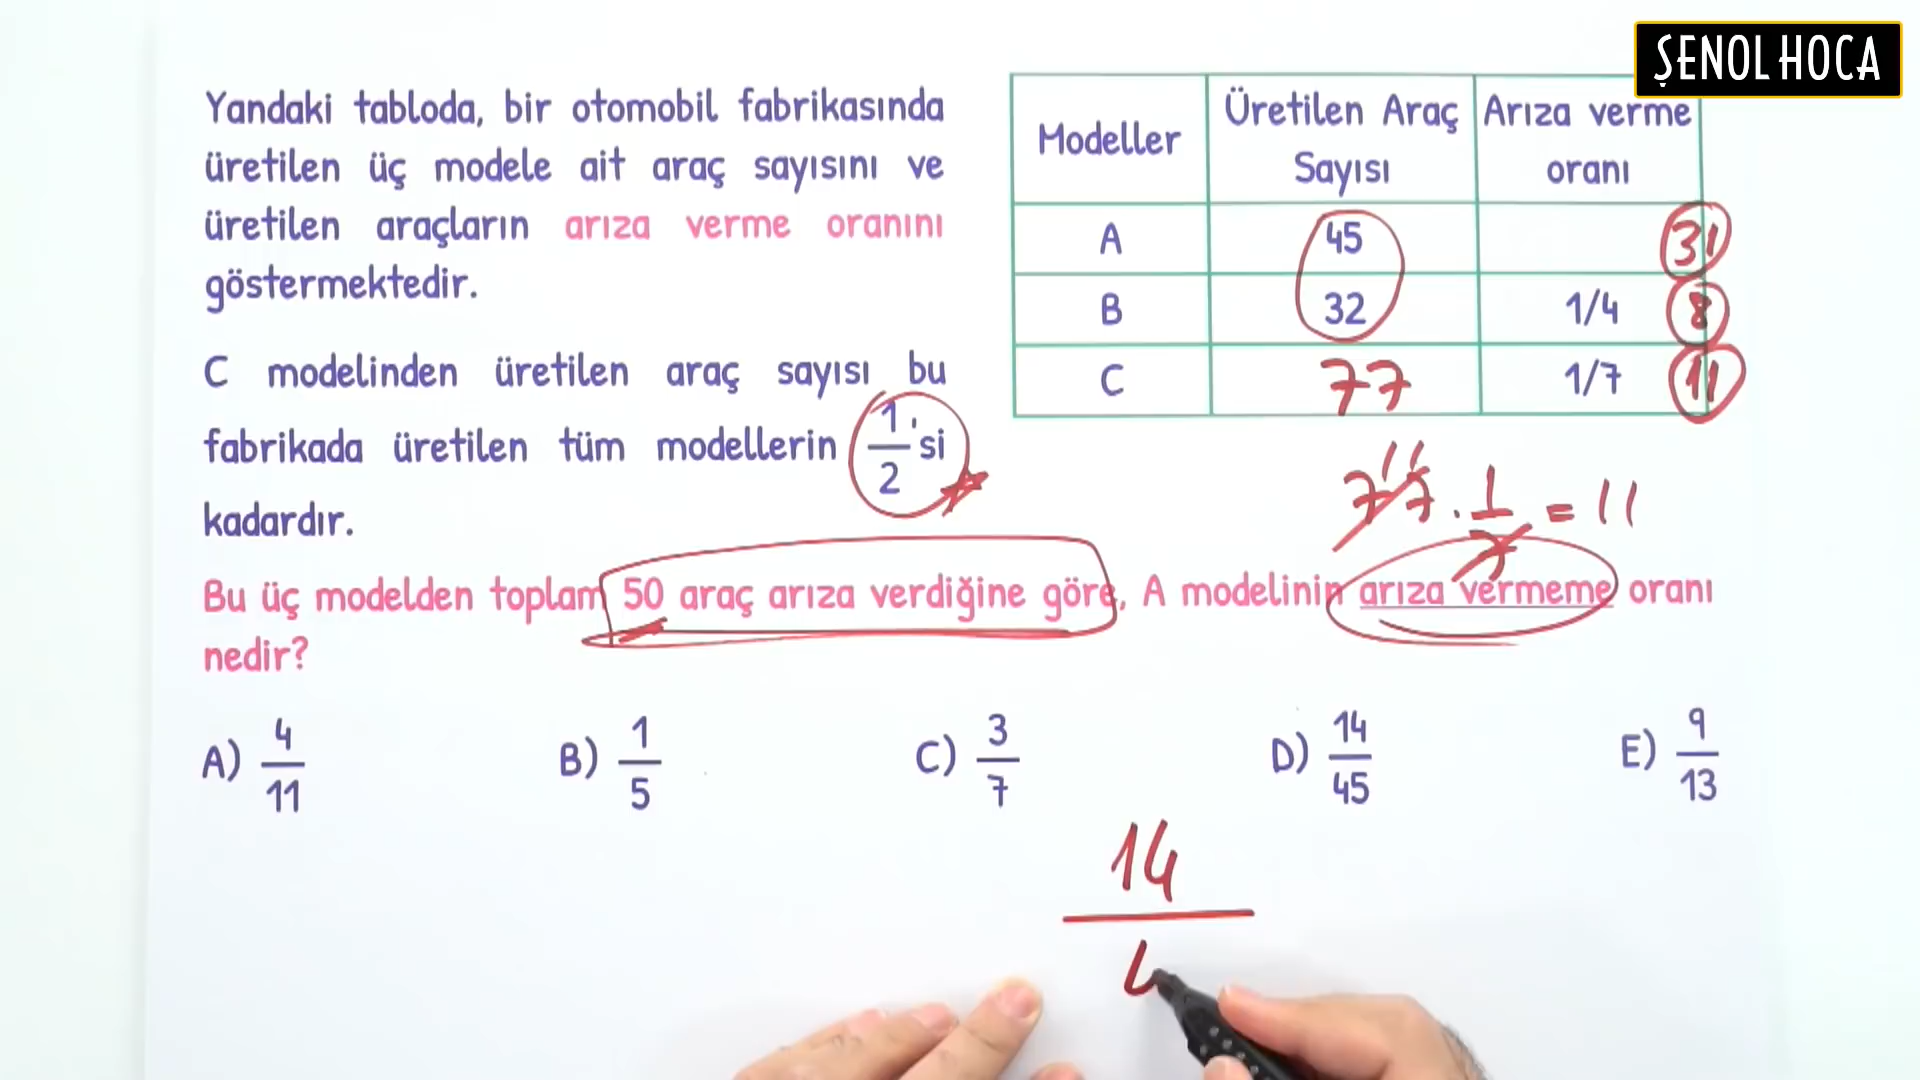 ŞENOL HOCA
Yandaki tabloda, bir otomobil fabrikasında
üretilen üç modele ait araç sayısını ve
üretilen araçların arıza verme oranını
göstermektedir.
C modelinden üretilen araç sayısı bu
fabrikada üretilen tüm modellerin 1/2'si
kadardır.
Modeller Üretilen Araç Sayısı Arıza verme oranı
A 45 31
B 32 1/4 8
C 77 1/7 11
77 . 1/7 = 11
11
Bu üç modelden toplam 50 araç arıza verdiğine göre, A modelinin arıza vermeme oranı
nedir?
A) 4/11 B) 1/5 C) 3/7 D) 14/45 E) 9/13
14